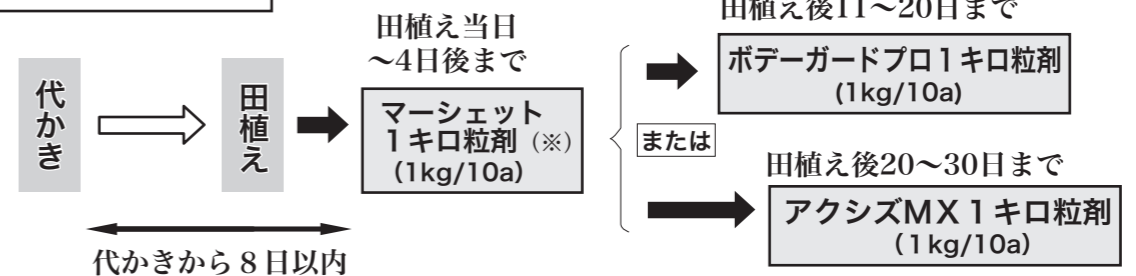 代かき
田植え
田植え当日
～4日後まで
マーシェット
1キロ粒剤（※）
（1kg/10a）
または
田植え後11～20日まで
ボデーガードプロ1キロ粒剤
(1kg/10a)
田植え後20～30日まで
アクシズMX1キロ粒剤
（1kg/10a）
代かきから8日以内